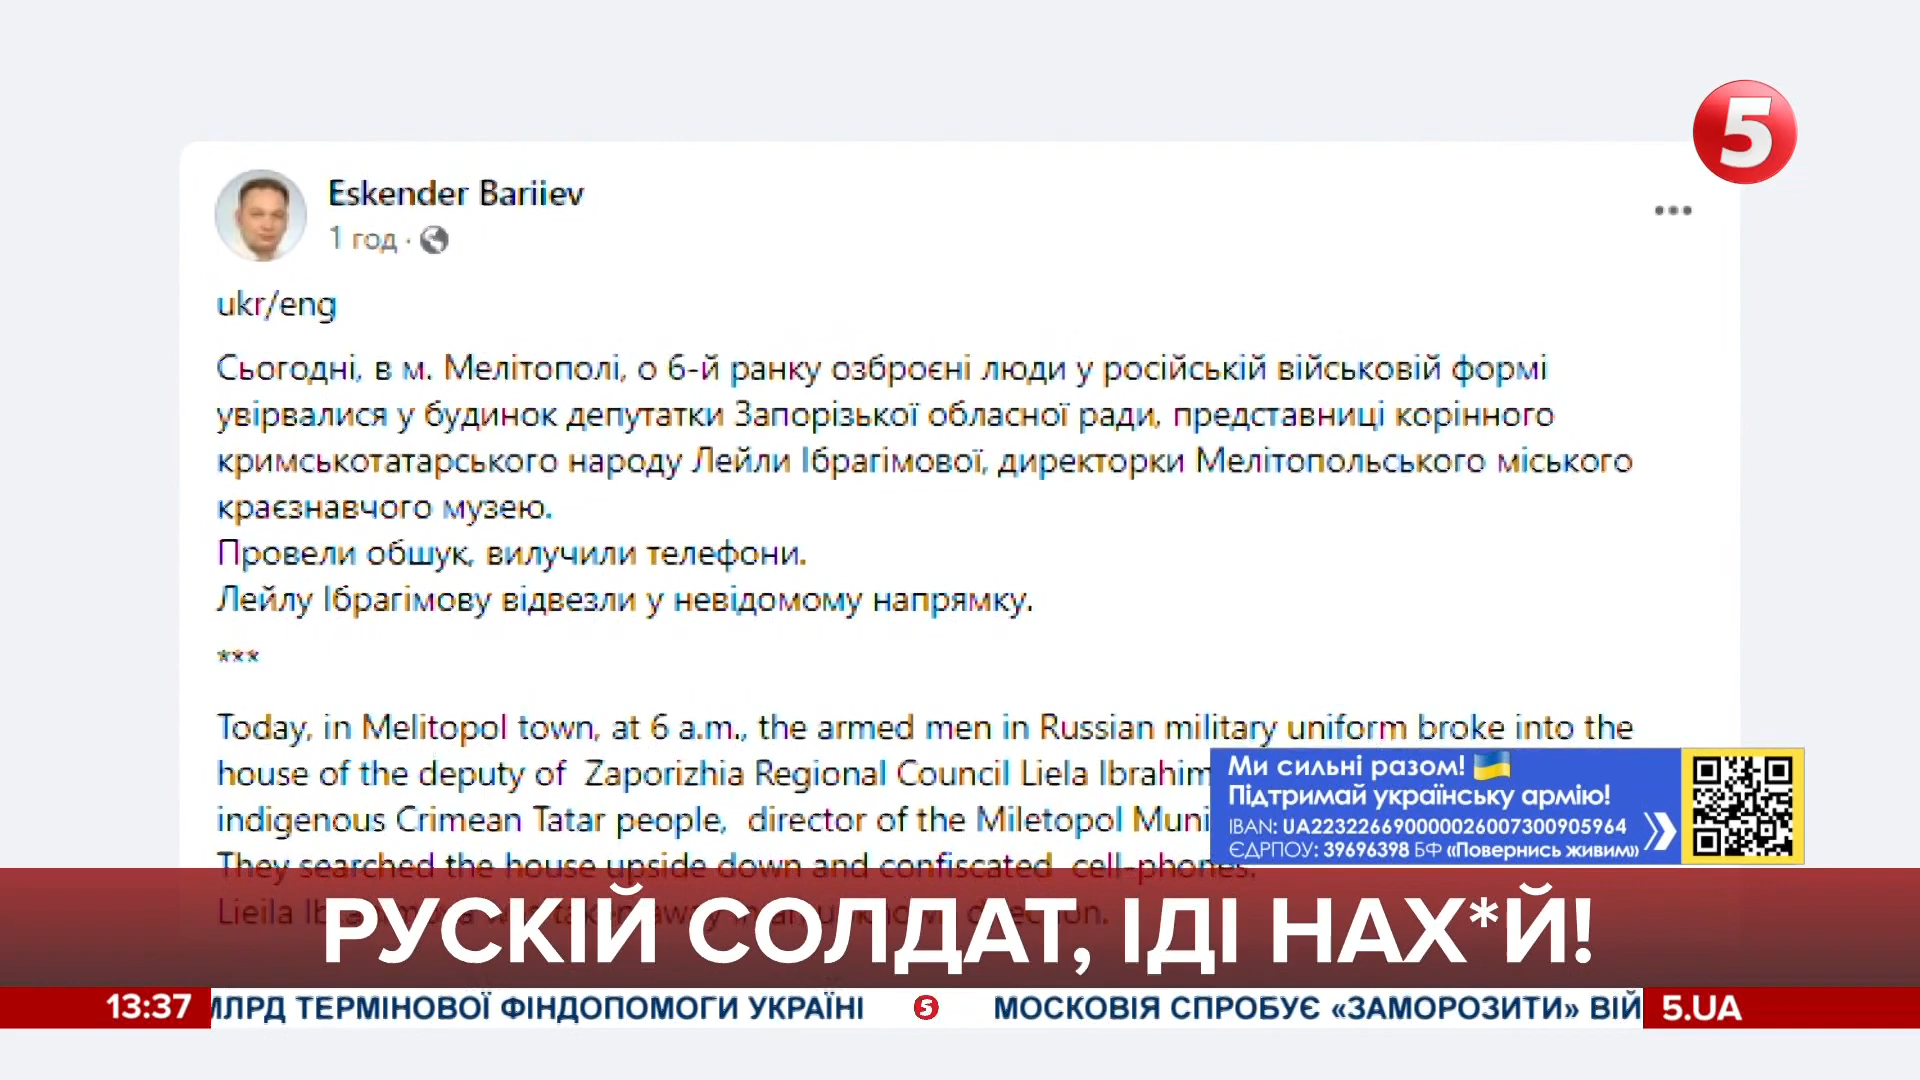 5
Eskender Bariiev
1 год ·
ukr/eng
Сьогодні, в м. Мелітополі, о 6-й ранку озброєні люди у російській військовій формі
увірвалися у будинок депутатки Запорізької обласної ради, представниці корінного
кримськотатарського народу Лейли Ібрагімової, директорки Мелітопольського міського
краєзнавчого музею.
Провели обшук, вилучили телефони.
Лейлу Ібрагімову відвезли у невідомому напрямку.
***
Today, in Melitopol town, at 6 a.m., the armed men in Russian military uniform broke into the
house of the deputy of Zaporizhia Regional Council Liela Ibrahim
indigenous Crimean Tatar people, director of the Miletopol Muni
They searched the house upside down and confiscated cell-phones.
Lieila
Ми сильні разом!
Підтримай українську армію!
IBAN: UA223226690000026007300905964
ЄДРПОУ: 39696398 БФ «Повернись живим»
РУСКІЙ СОЛДАТ, ІДІ НАХ*Й!
13:37 МЛРД ТЕРМІНОВОЇ ФІНДОПОМОГИ УКРАЇНІ 5 МОСКОВІЯ СПРОБУЄ «ЗАМОРОЗИТИ» ВІЙ 5.UA